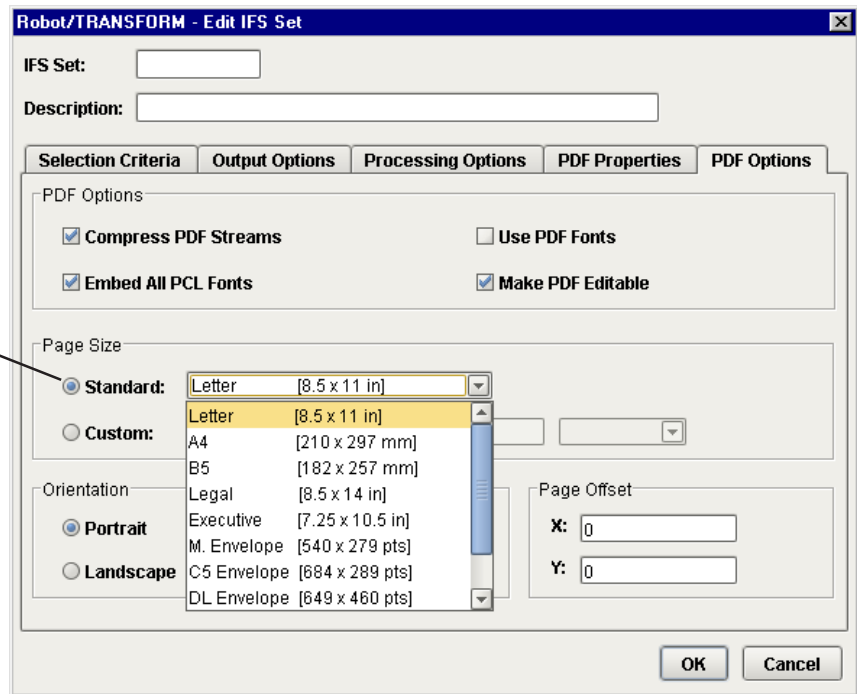 Robot/TRANSFORM - Edit IFS Set
IFS Set:
Description:
Selection Criteria Output Options Processing Options PDF Properties PDF Options
PDF Options
Compress PDF Streams Use PDF Fonts
Embed All PCL Fonts Make PDF Editable
Page Size
Standard: Letter [8.5 x 11 in]
Letter [8.5 x 11 in]
Custom:
A4 [210 x 297 mm]
B5 [182 x 257 mm]
Orientation
Legal [8.5 x 14 in]
Page Offset
Executive [7.25 x 10.5 in]
Portrait
X: 0
M. Envelope [540 x 279 pts]
Landscape
C5 Envelope [684 x 289 pts]
Y: 0
DL Envelope [649 x 460 pts]
OK Cancel